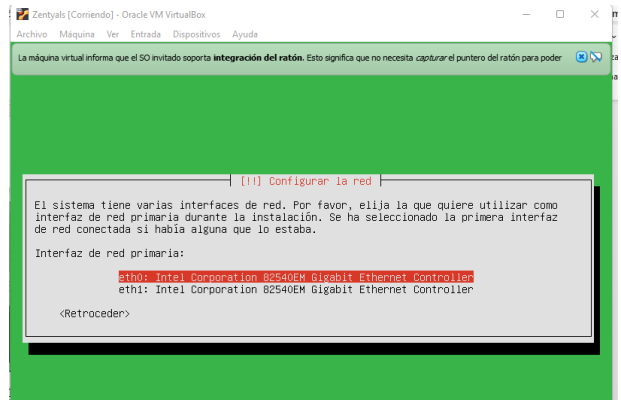 Zentyals [Corriendo] - Oracle VM VirtualBox
Archivo Máquina Ver Entrada Dispositivos Ayuda
La máquina virtual informa que el SO invitado soporta integración del ratón. Esto significa que no necesita capturar el puntero del ratón para poder
[!!] Configurar la red
El sistema tiene varias interfaces de red. Por favor, elija la que quiere utilizar como
interfaz de red primaria durante la instalación. Se ha seleccionado la primera interfaz
de red conectada si había alguna que lo estaba.
Interfaz de red primaria:
eth0: Intel Corporation 82540EM Gigabit Ethernet Controller
eth1: Intel Corporation 82540EM Gigabit Ethernet Controller
<Retroceder>